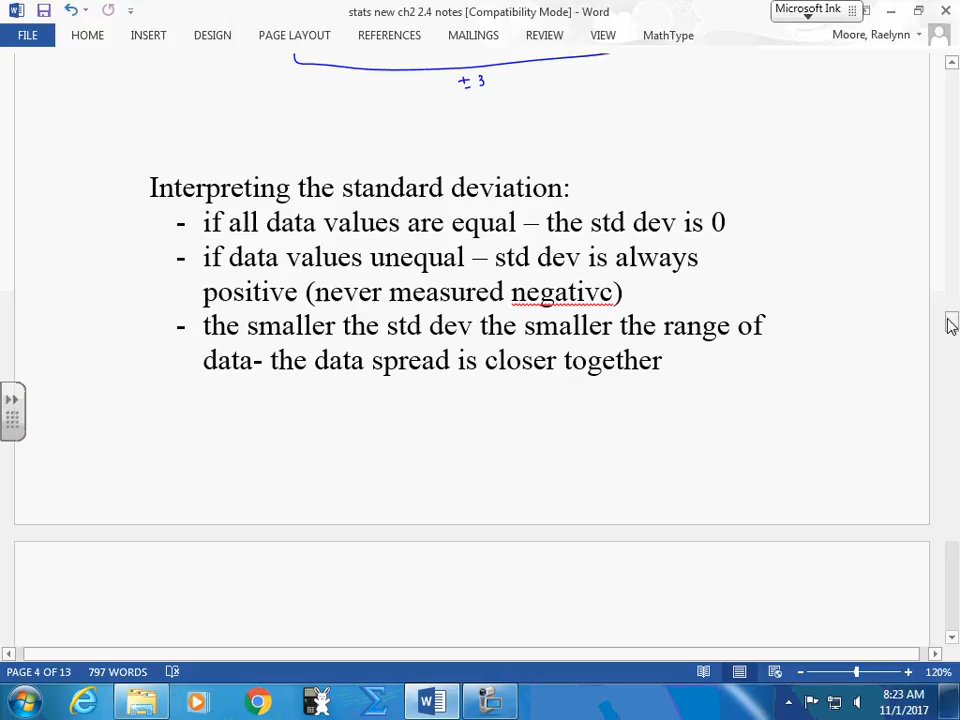 stats new ch2 2.4 notes [Compatibility Mode] - Word
Microsoft Ink
FILE HOME INSERT DESIGN PAGE LAYOUT REFERENCES MAILINGS REVIEW VIEW MathType Moore, Raelynn
± 3
Interpreting the standard deviation:
- if all data values are equal – the std dev is 0
- if data values unequal – std dev is always
positive (never measured negativc)
- the smaller the std dev the smaller the range of
data- the data spread is closer together
PAGE 4 OF 13 797 WORDS 120%
8:23 AM
11/1/2017